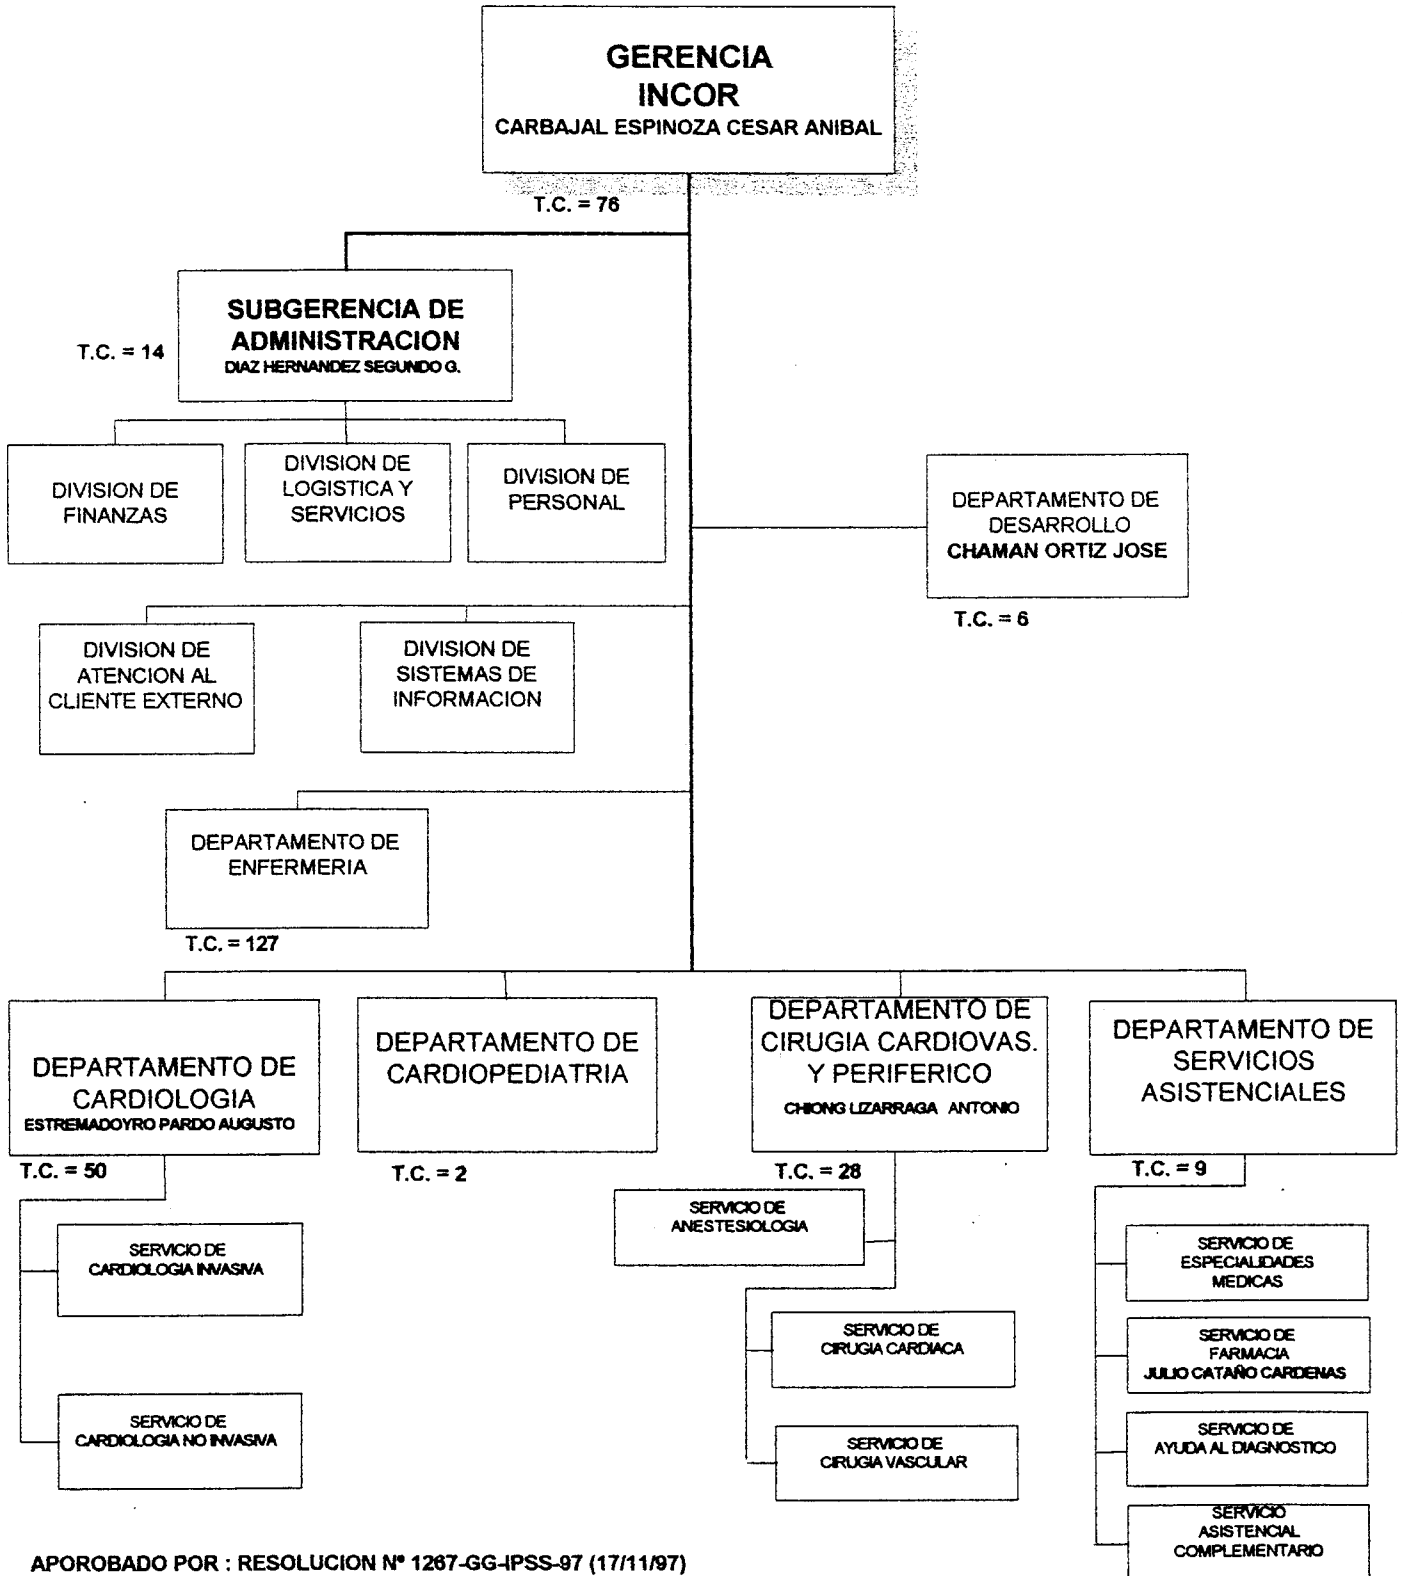 GERENCIA
INCOR
CARBAJAL ESPINOZA CESAR ANIBAL
T.C. = 76
SUBGERENCIA DE
ADMINISTRACION
DIAZ HERNANDEZ SEGUNDO G.
T.C. = 14
DIVISION DE
FINANZAS
DIVISION DE
LOGISTICA Y
SERVICIOS
DIVISION DE
PERSONAL
DEPARTAMENTO DE
DESARROLLO
CHAMAN ORTIZ JOSE
T.C. = 6
DIVISION DE
ATENCION AL
CLIENTE EXTERNO
DIVISION DE
SISTEMAS DE
INFORMACION
DEPARTAMENTO DE
ENFERMERIA
T.C. = 127
DEPARTAMENTO DE
CARDIOLOGIA
ESTREMADOYRO PARDO AUGUSTO
T.C. = 50
DEPARTAMENTO DE
CARDIOPEDIATRIA
T.C. = 2
DEPARTAMENTO DE
CIRUGIA CARDIOVAS.
Y PERIFERICO
CHIONG LIZARRAGA ANTONIO
T.C. = 28
DEPARTAMENTO DE
SERVICIOS
ASISTENCIALES
T.C. = 9
SERVICIO DE
CARDIOLOGIA INVASIVA
SERVICIO DE
CARDIOLOGIA NO INVASIVA
SERVICIO DE
ANESTESIOLOGIA
SERVICIO DE
CIRUGIA CARDIACA
SERVICIO DE
CIRUGIA VASCULAR
SERVICIO DE
ESPECIALIDADES
MEDICAS
SERVICIO DE
FARMACIA
JULIO CATAÑO CARDENAS
SERVICIO DE
AYUDA AL DIAGNOSTICO
SERVICIO
ASISTENCIAL
COMPLEMENTARIO
APOROBADO POR : RESOLUCION Nº 1267-GG-IPSS-97 (17/11/97)